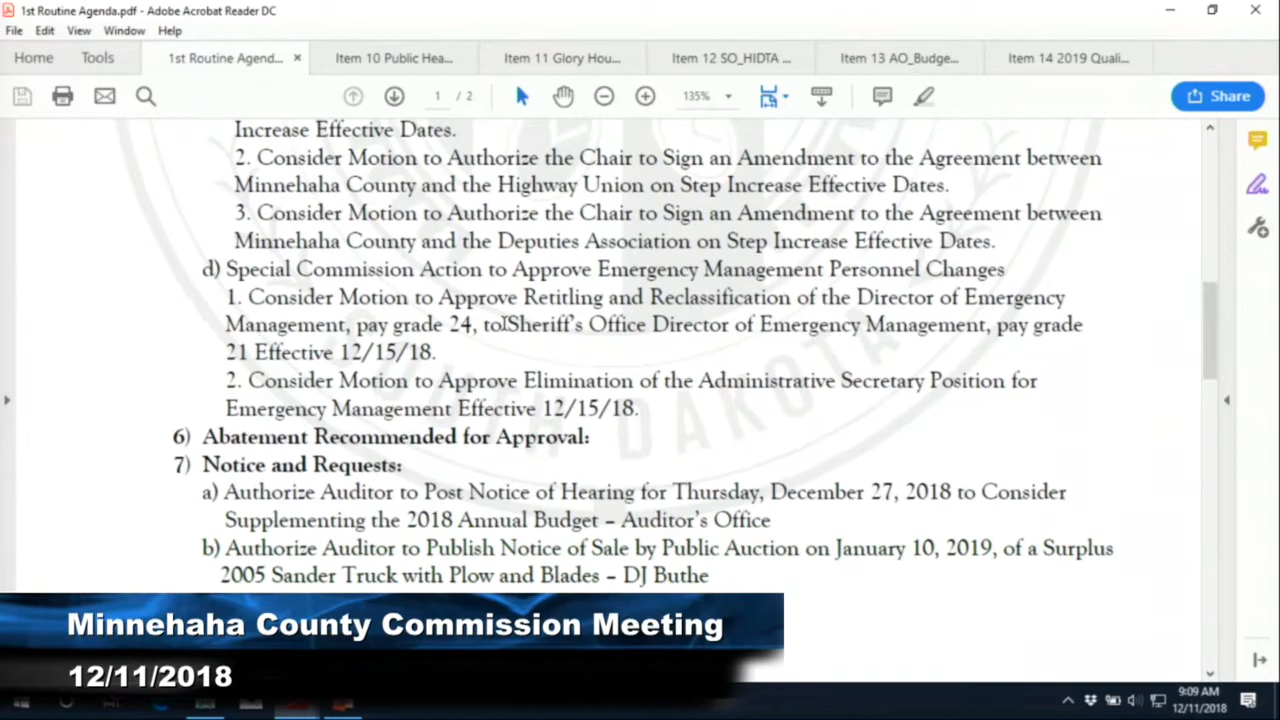 1st Routine Agenda.pdf - Adobe Acrobat Reader DC
File Edit View Window Help
Home Tools 1st Routine Agend... × Item 10 Public Hea... Item 11 Glory Hou... Item 12 SO_HIDTA ... Item 13 AO_Budge... Item 14 2019 Quali...
1 / 2 135% Share
Increase Effective Dates.
2. Consider Motion to Authorize the Chair to Sign an Amendment to the Agreement between
Minnehaha County and the Highway Union on Step Increase Effective Dates.
3. Consider Motion to Authorize the Chair to Sign an Amendment to the Agreement between
Minnehaha County and the Deputies Association on Step Increase Effective Dates.
d) Special Commission Action to Approve Emergency Management Personnel Changes
1. Consider Motion to Approve Retitling and Reclassification of the Director of Emergency
Management, pay grade 24, to Sheriff's Office Director of Emergency Management, pay grade
21 Effective 12/15/18.
2. Consider Motion to Approve Elimination of the Administrative Secretary Position for
Emergency Management Effective 12/15/18.
6) Abatement Recommended for Approval:
7) Notice and Requests:
a) Authorize Auditor to Post Notice of Hearing for Thursday, December 27, 2018 to Consider
Supplementing the 2018 Annual Budget – Auditor's Office
b) Authorize Auditor to Publish Notice of Sale by Public Auction on January 10, 2019, of a Surplus
2005 Sander Truck with Plow and Blades – DJ Buthe
SOUTH DAKOTA
Minnehaha County Commission Meeting
12/11/2018
9:09 AM
12/11/2018